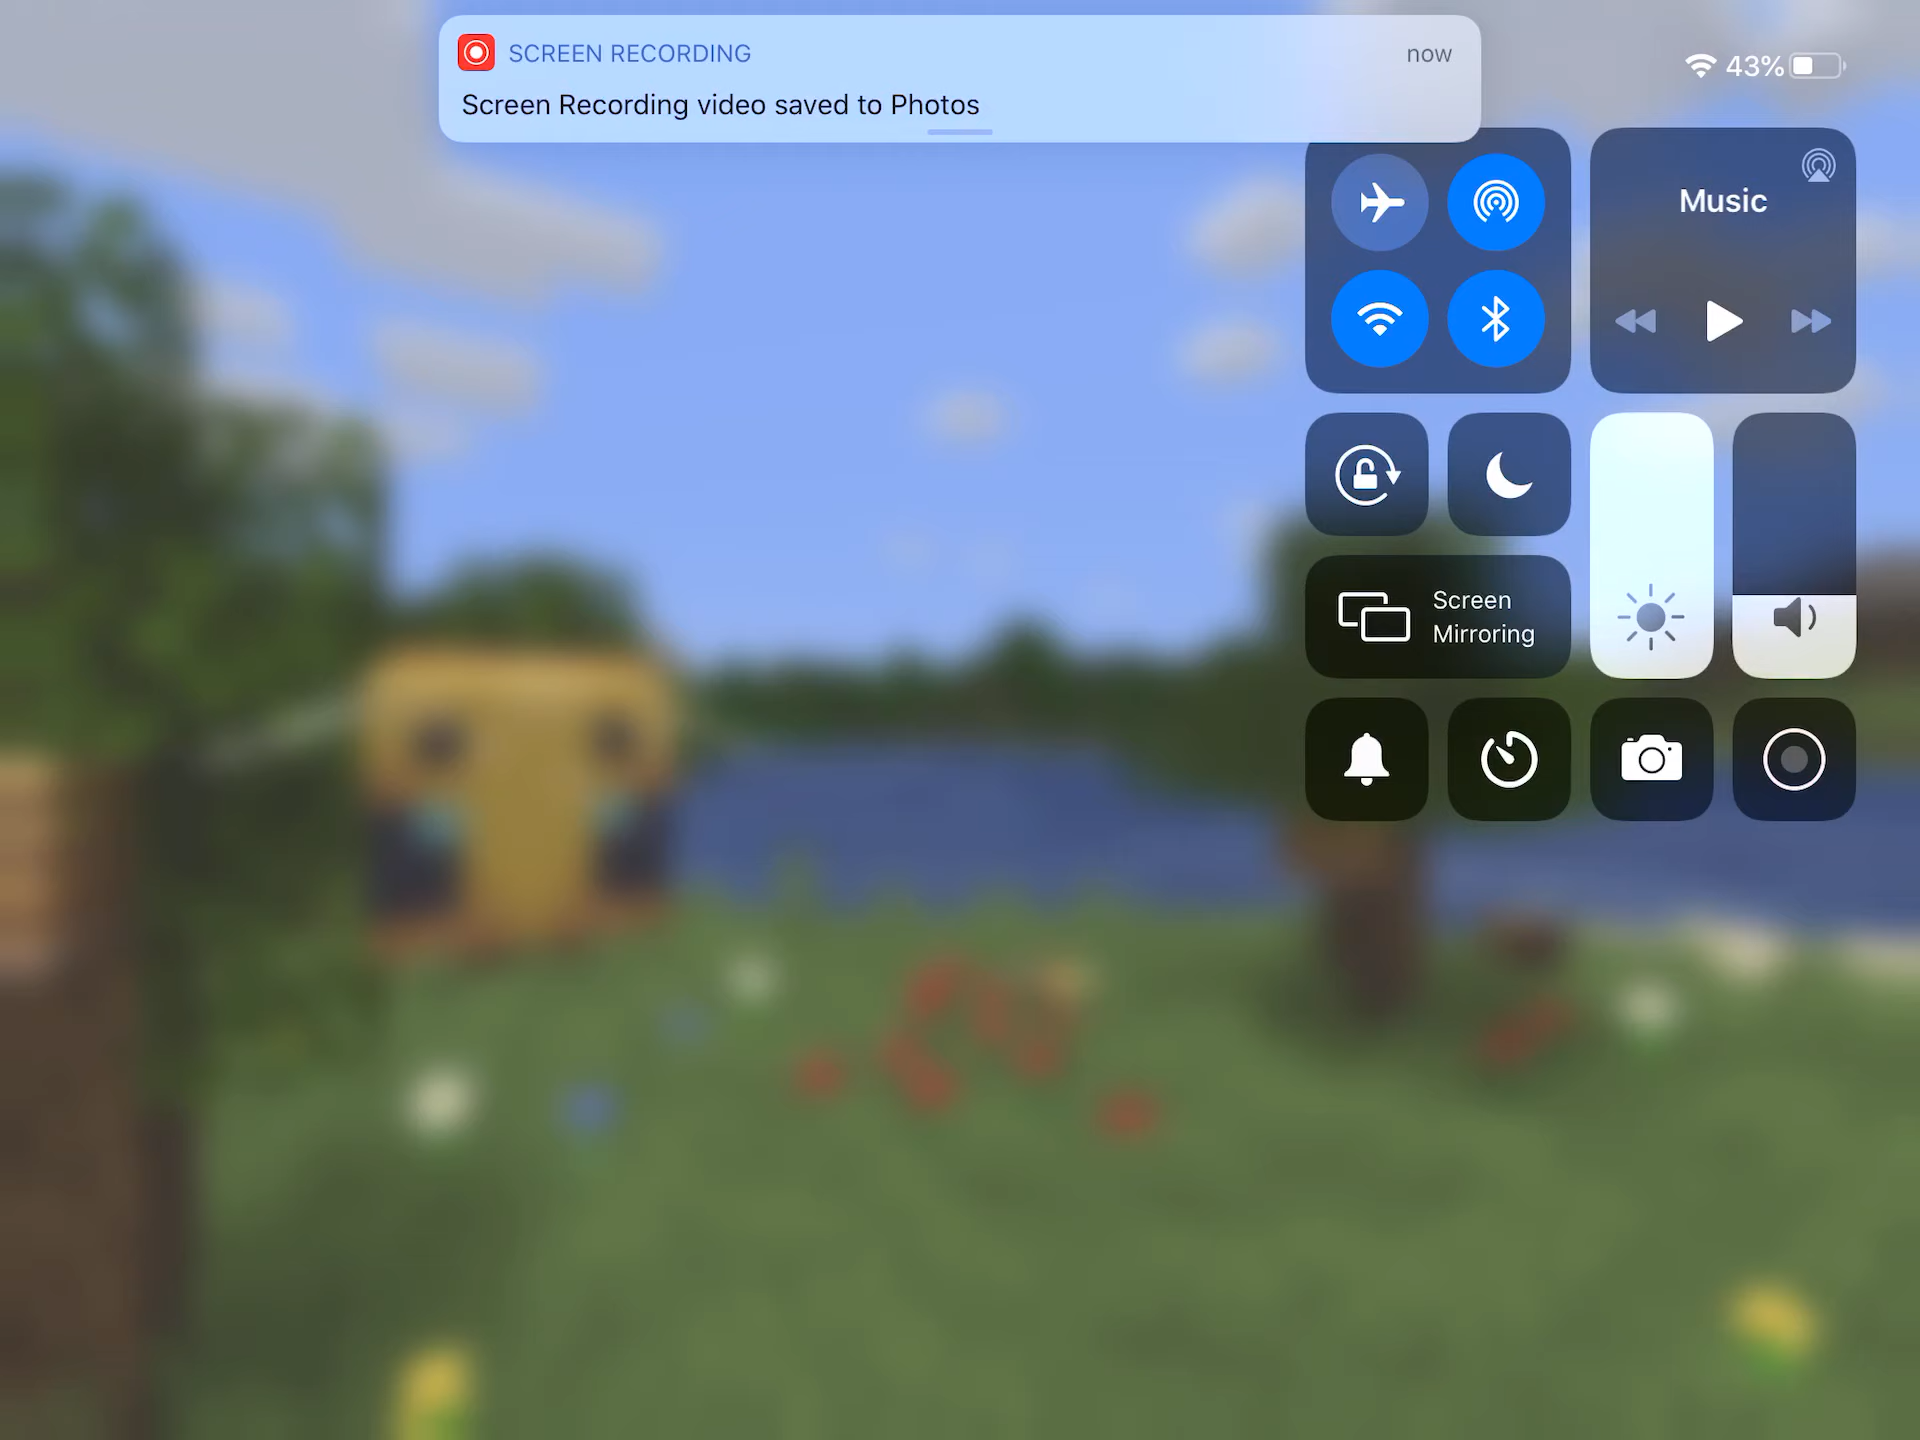 SCREEN RECORDING
now
Screen Recording video saved to Photos
43%
Music
Screen
Mirroring